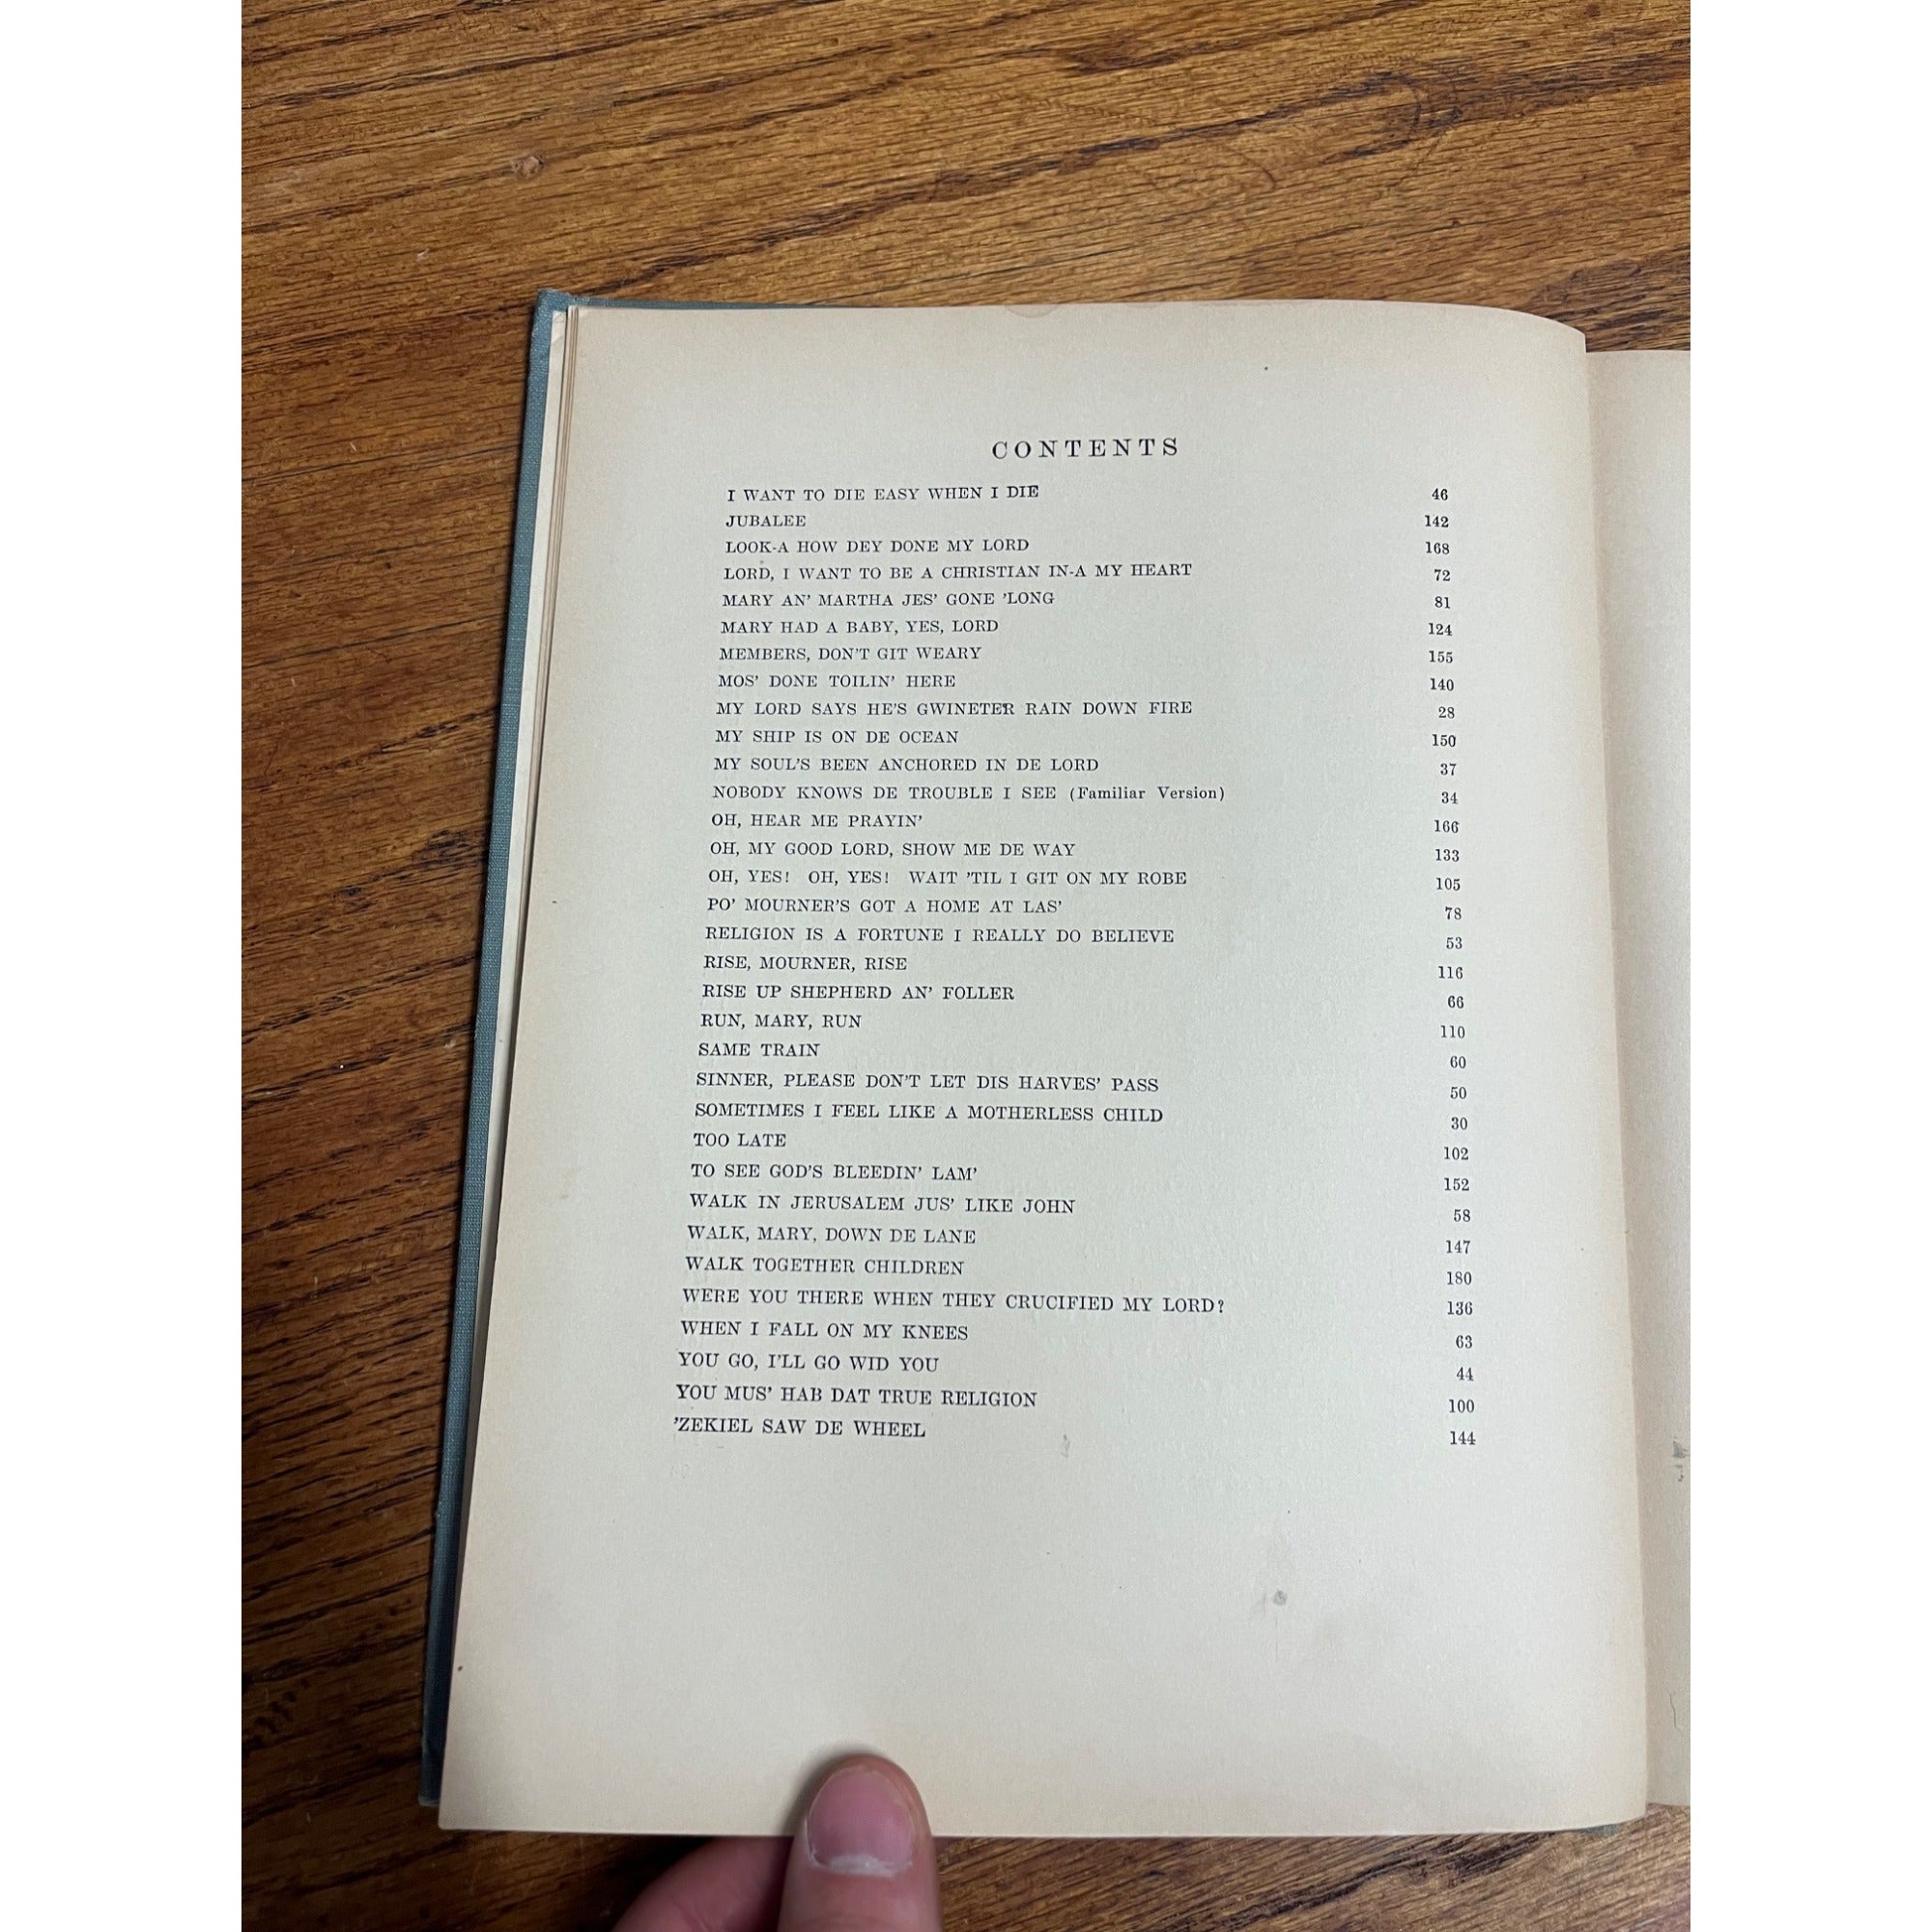 CONTENTS
I WANT TO DIE EASY WHEN I DIE 46
JUBALEE 142
LOOK-A HOW DEY DONE MY LORD 168
LORD, I WANT TO BE A CHRISTIAN IN-A MY HEART 72
MARY AN' MARTHA JES' GONE 'LONG 81
MARY HAD A BABY, YES, LORD 124
MEMBERS, DON'T GIT WEARY 155
MOS' DONE TOILIN' HERE 140
MY LORD SAYS HE'S GWINETER RAIN DOWN FIRE 28
MY SHIP IS ON DE OCEAN 150
MY SOUL'S BEEN ANCHORED IN DE LORD 37
NOBODY KNOWS DE TROUBLE I SEE (Familiar Version) 34
OH, HEAR ME PRAYIN' 166
OH, MY GOOD LORD, SHOW ME DE WAY 133
OH, YES! OH, YES! WAIT 'TIL I GIT ON MY ROBE 105
PO' MOURNER'S GOT A HOME AT LAS' 78
RELIGION IS A FORTUNE I REALLY DO BELIEVE 53
RISE, MOURNER, RISE 116
RISE UP SHEPHERD AN' FOLLER 66
RUN, MARY, RUN 110
SAME TRAIN 60
SINNER, PLEASE DON'T LET DIS HARVES' PASS 50
SOMETIMES I FEEL LIKE A MOTHERLESS CHILD 30
TOO LATE 102
TO SEE GOD'S BLEEDIN' LAM' 152
WALK IN JERUSALEM JUS' LIKE JOHN 58
WALK, MARY, DOWN DE LANE 147
WALK TOGETHER CHILDREN 180
WERE YOU THERE WHEN THEY CRUCIFIED MY LORD? 136
WHEN I FALL ON MY KNEES 63
YOU GO, I'LL GO WID YOU 44
YOU MUS' HAB DAT TRUE RELIGION 100
'ZEKIEL SAW DE WHEEL 144